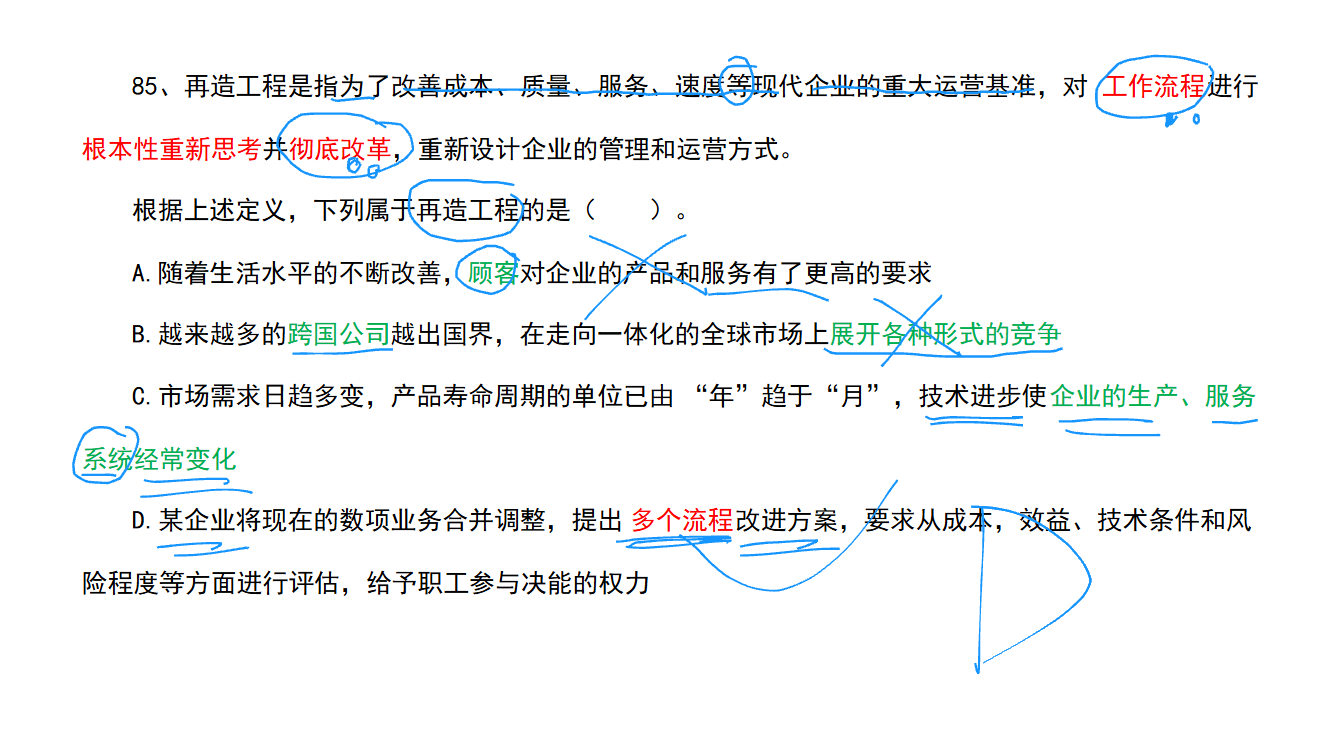 85、再造工程是指为了改善成本、质量、服务、速度等现代企业的重大运营基准，对 工作流程进行
根本性重新思考并彻底改革，重新设计企业的管理和运营方式。
根据上述定义，下列属于再造工程的是（　　）。
A.随着生活水平的不断改善，顾客对企业的产品和服务有了更高的要求
B.越来越多的跨国公司越出国界，在走向一体化的全球市场上展开各种形式的竞争
C.市场需求日趋多变，产品寿命周期的单位已由 “年”趋于“月”，技术进步使企业的生产、服务
系统经常变化
D.某企业将现在的数项业务合并调整，提出 多个流程改进方案，要求从成本，效益、技术条件和风
险程度等方面进行评估，给予职工参与决能的权力
D